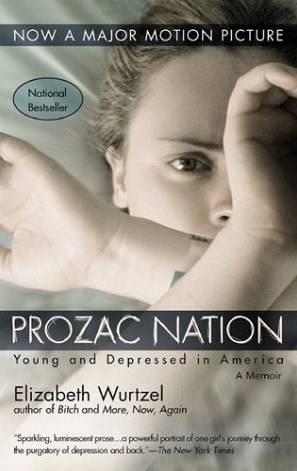 NOW A MAJOR MOTION PICTURE
National
Bestseller
PROZAC NATION
Young and Depressed in America
A Memoir
Elizabeth Wurtzel
author of Bitch and More, Now, Again
"Sparkling, luminescent prose...a powerful portrait of one girl's journey through
the purgatory of depression and back." —The New York Times